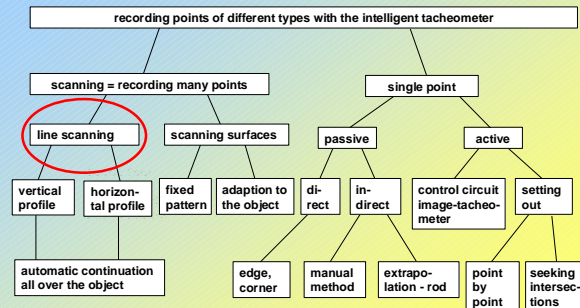 recording points of different types with the intelligent tacheometer
scanning = recording many points
single point
line scanning
scanning surfaces
passive
active
vertical
profile
horizon-
tal profile
fixed
pattern
adaption to
the object
di-
rect
in-
direct
control circuit
image-tacheo-
meter
setting
out
automatic continuation
all over the object
edge,
corner
manual
method
extrapo-
lation - rod
point
by
point
seeking
intersec-
tions